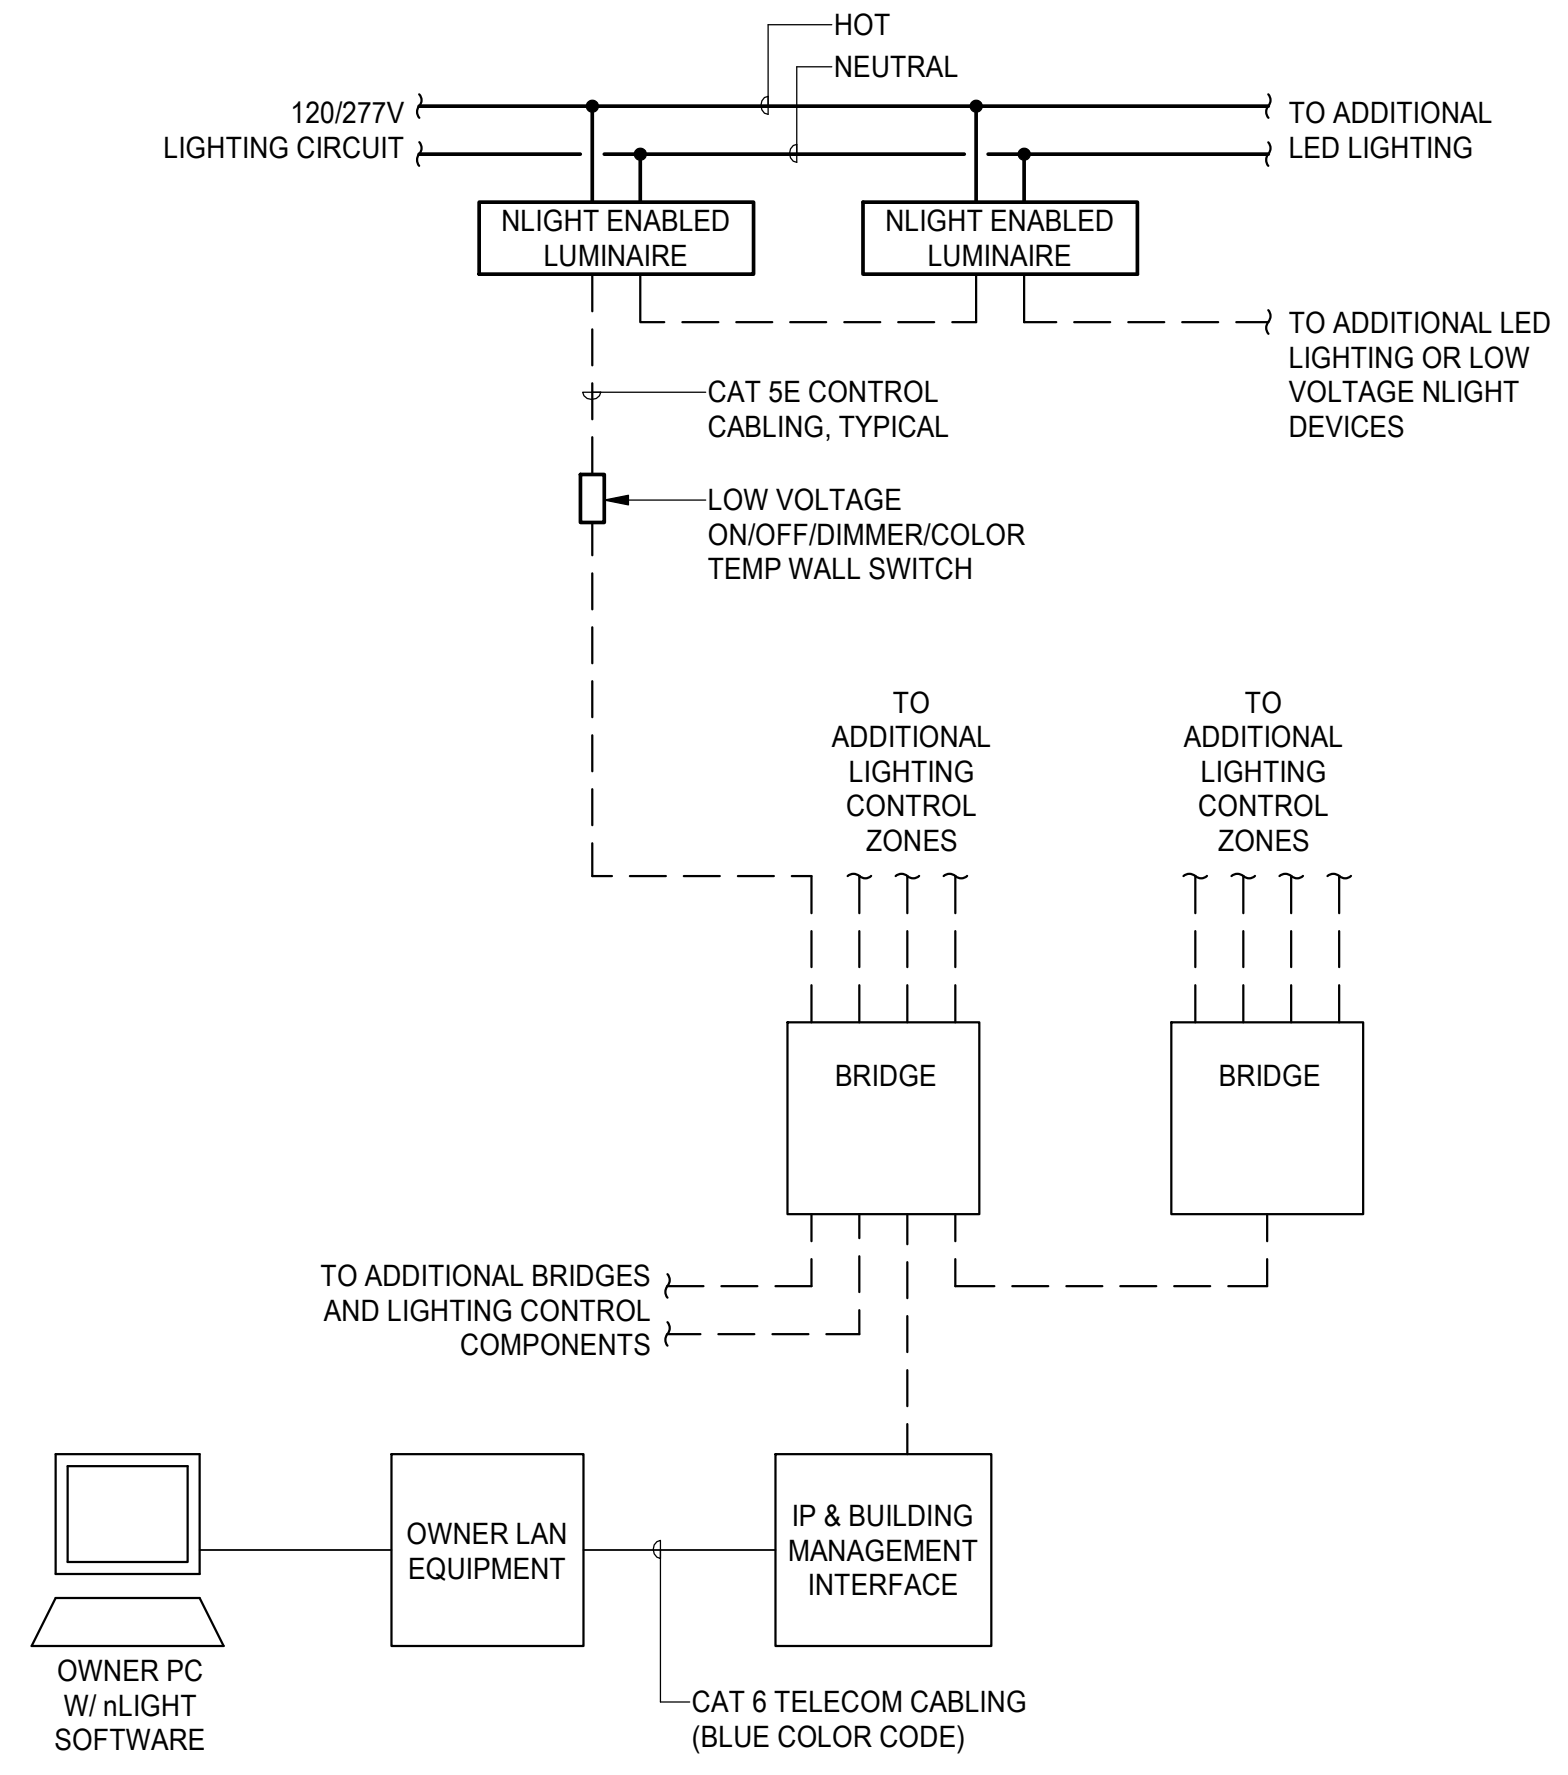 HOT
NEUTRAL
120/277V
LIGHTING CIRCUIT
TO ADDITIONAL
LED LIGHTING
NLIGHT ENABLED
LUMINAIRE
NLIGHT ENABLED
LUMINAIRE
TO ADDITIONAL LED
LIGHTING OR LOW
VOLTAGE NLIGHT
DEVICES
CAT 5E CONTROL
CABLING, TYPICAL
LOW VOLTAGE
ON/OFF/DIMMER/COLOR
TEMP WALL SWITCH
TO
ADDITIONAL
LIGHTING
CONTROL
ZONES
TO
ADDITIONAL
LIGHTING
CONTROL
ZONES
BRIDGE
BRIDGE
TO ADDITIONAL BRIDGES
AND LIGHTING CONTROL
COMPONENTS
OWNER LAN
EQUIPMENT
IP & BUILDING
MANAGEMENT
INTERFACE
OWNER PC
W/ nLIGHT
SOFTWARE
CAT 6 TELECOM CABLING
(BLUE COLOR CODE)